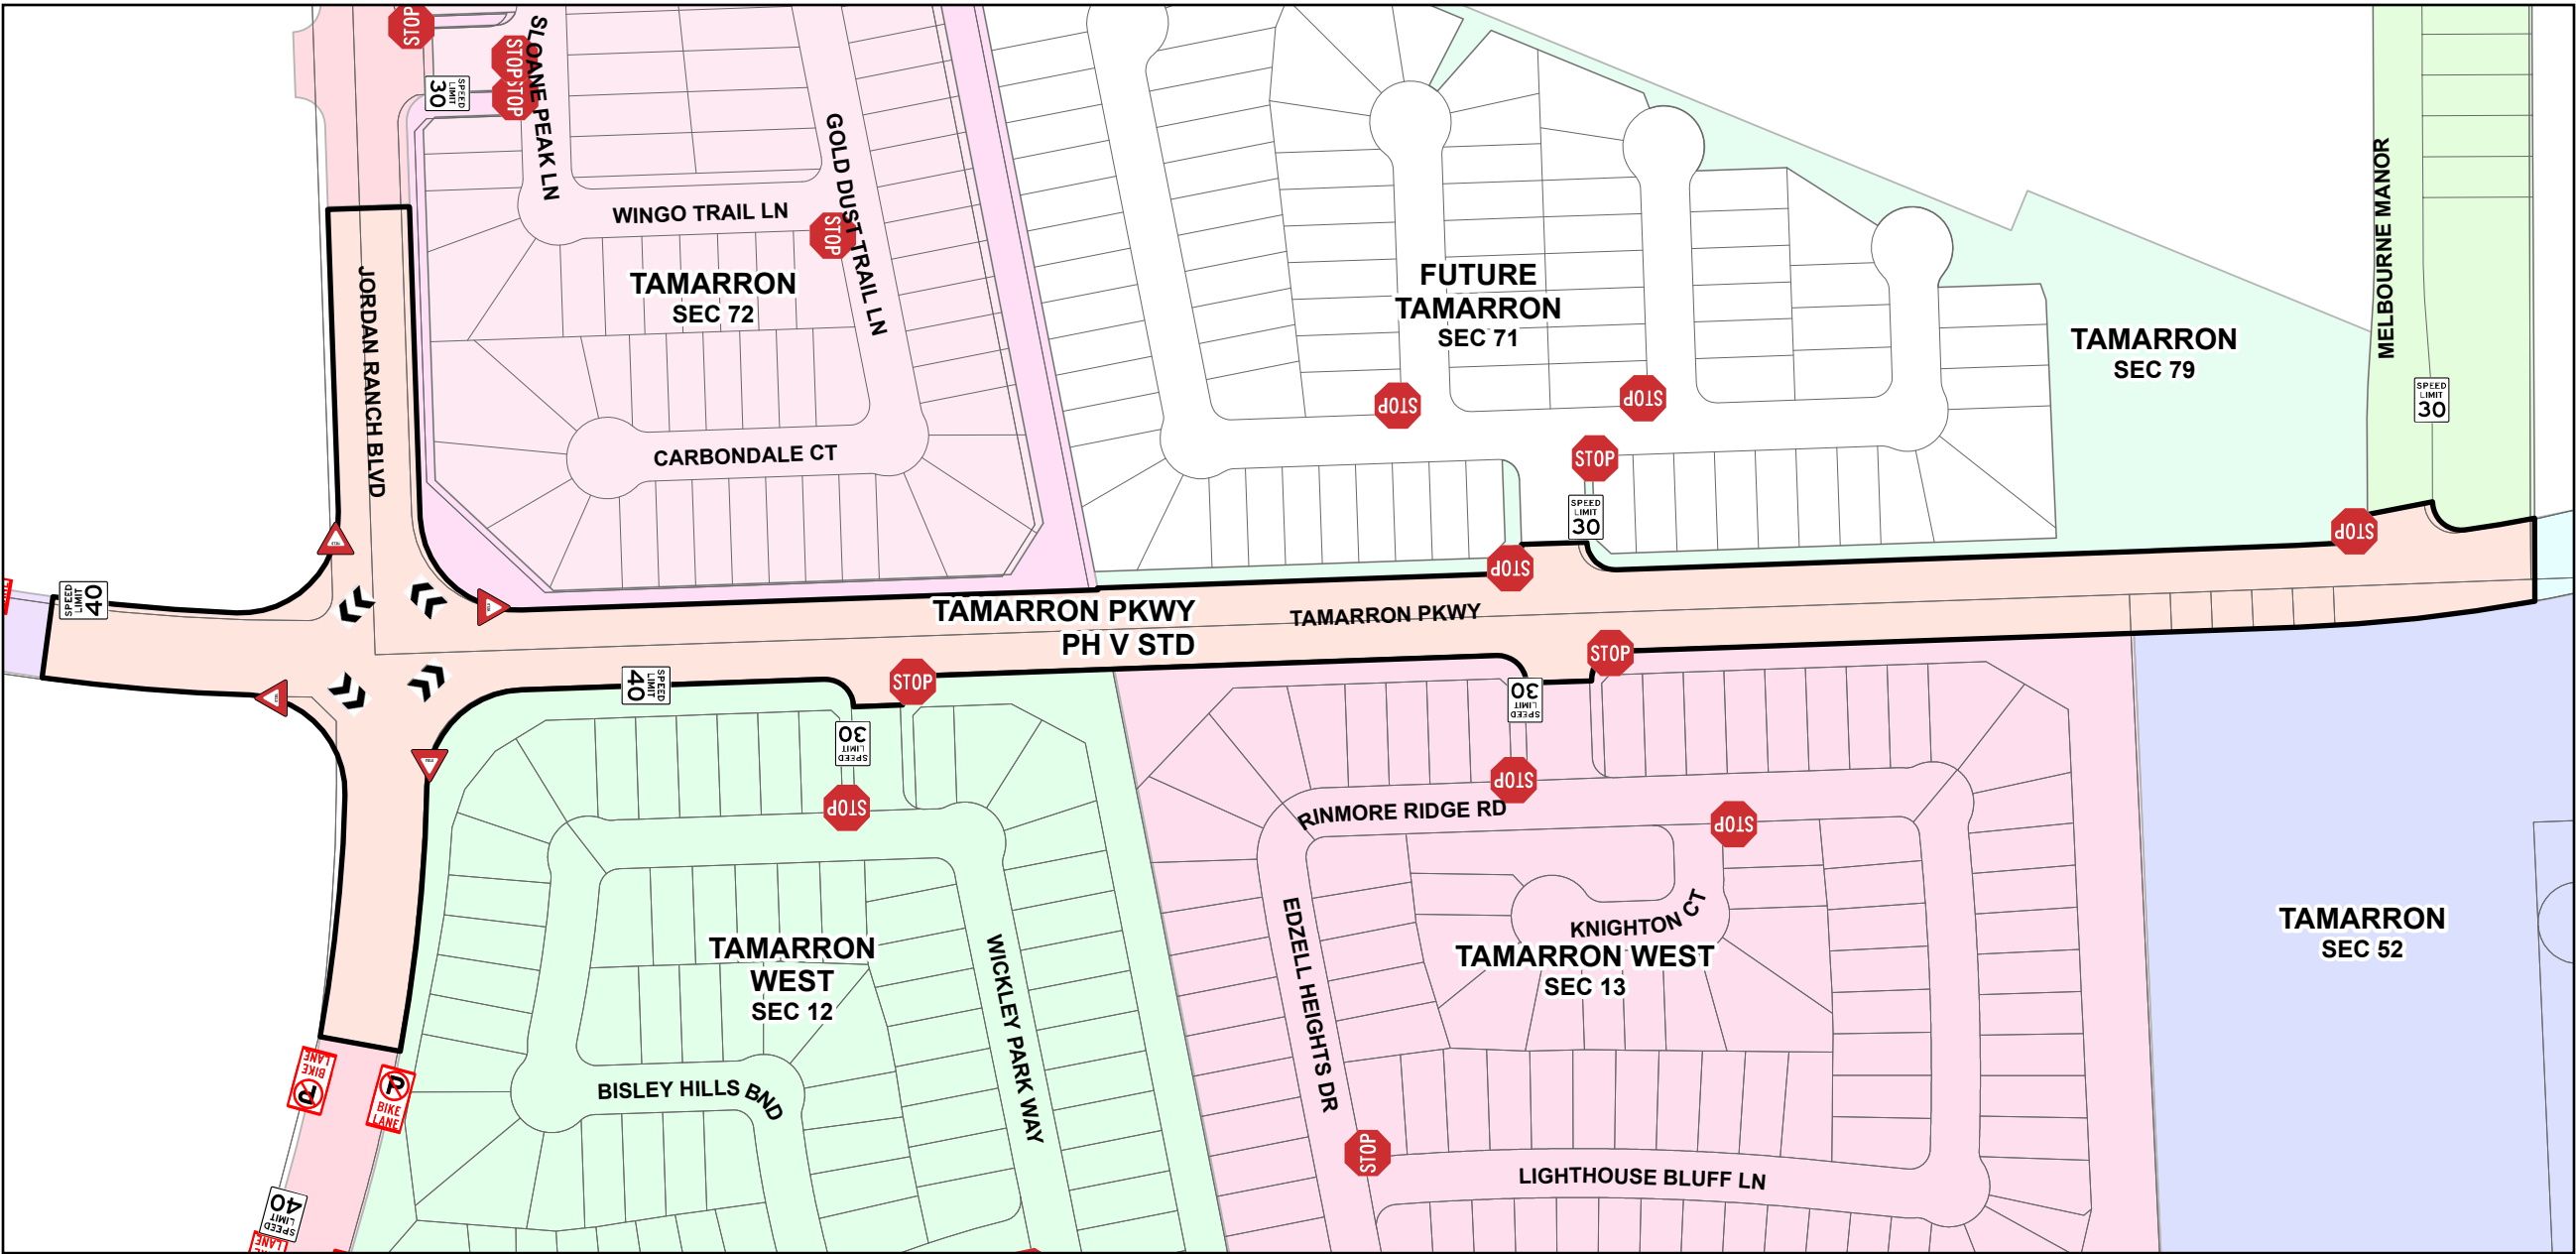 STOP
STOP
STOP
SPEED LIMIT 30
SLOANE PEAK LN
GOLD DUST TRAIL LN
WINGO TRAIL LN
STOP
TAMARRON
SEC 72
CARBONDALE CT
JORDAN RANCH BLVD
FUTURE
TAMARRON
SEC 71
STOP
STOP
STOP
SPEED
LIMIT
30
STOP
TAMARRON
SEC 79
MELBOURNE MANOR
SPEED
LIMIT
30
STOP
SPEED
LIMIT
40
TAMARRON PKWY
PH V STD
TAMARRON PKWY
SPEED
LIMIT
40
STOP
SPEED
LIMIT
30
STOP
STOP
SPEED
LIMIT
30
STOP
RINMORE RIDGE RD
STOP
KNIGHTON CT
TAMARRON WEST
SEC 13
EDZELL HEIGHTS DR
STOP
LIGHTHOUSE BLUFF LN
TAMARRON
WEST
SEC 12
WICKLEY PARK WAY
BISLEY HILLS BND
TAMARRON
SEC 52
P
BIKE
LANE
P
BIKE
LANE
SPEED
LIMIT
40
LANE